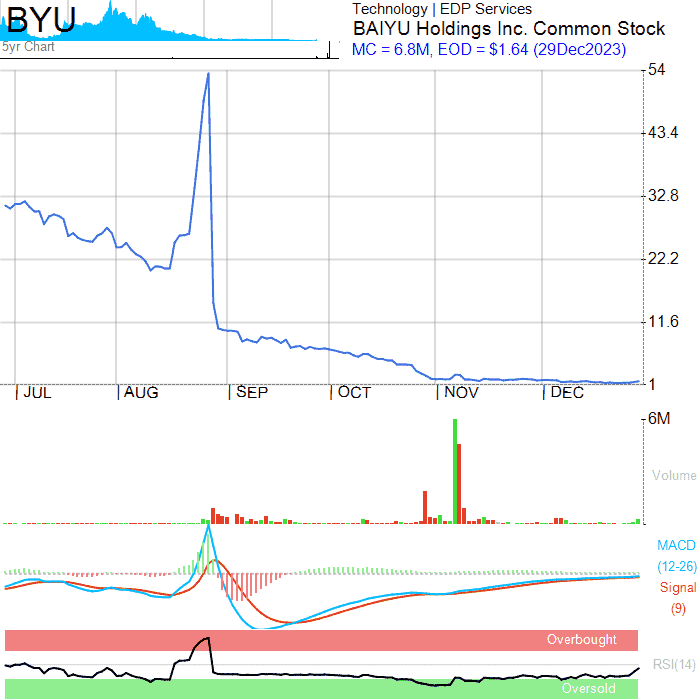 BYU
5yr Chart
Technology | EDP Services
BAIYU Holdings Inc. Common Stock
MC = 6.8M, EOD = $1.64 (29Dec2023)
54
43.4
32.8
22.2
11.6
1
JUL AUG SEP OCT NOV DEC
6M
Volume
MACD
(12-26)
Signal
(9)
Overbought
RSI(14)
Oversold